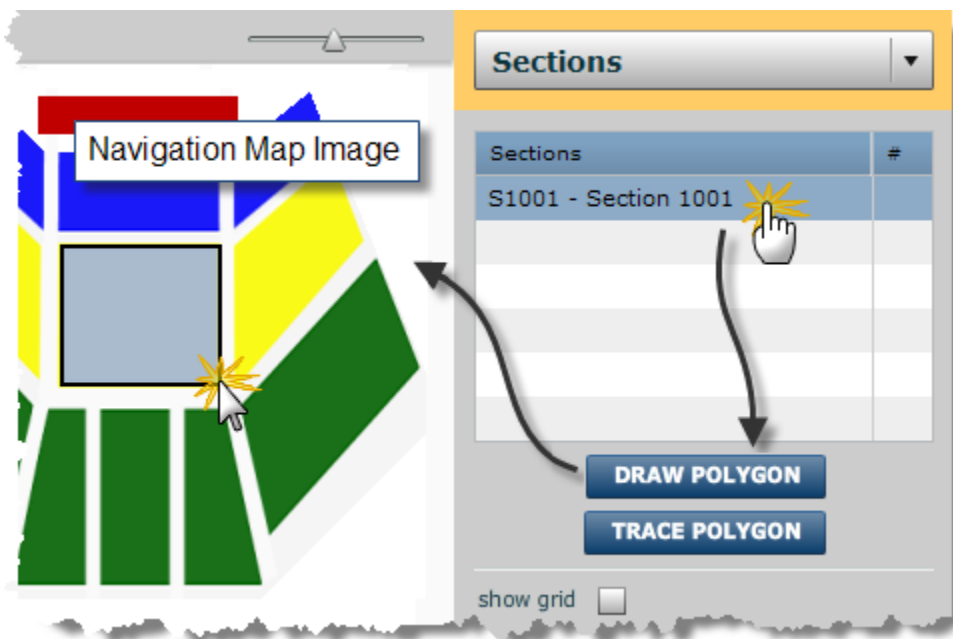 Sections
Navigation Map Image
Sections #
S1001 - Section 1001
DRAW POLYGON
TRACE POLYGON
show grid